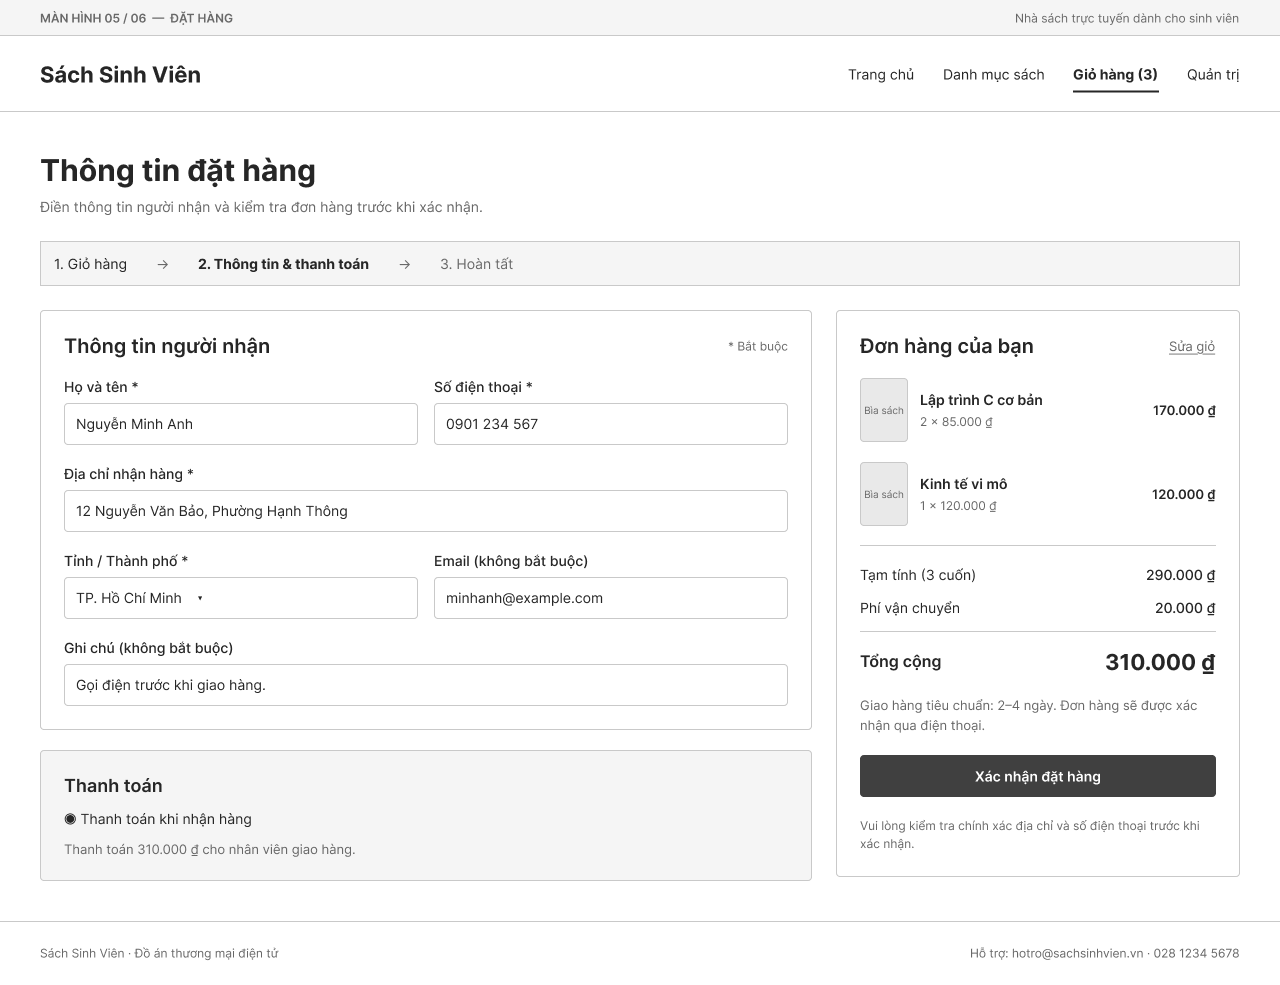 MÀN HÌNH 05 / 06 — ĐẶT HÀNG
Nhà sách trực tuyến dành cho sinh viên
Sách Sinh Viên
Trang chủ
Danh mục sách
Giỏ hàng (3)
Quản trị
Thông tin đặt hàng
Điền thông tin người nhận và kiểm tra đơn hàng trước khi xác nhận.
1. Giỏ hàng → 2. Thông tin & thanh toán → 3. Hoàn tất
Thông tin người nhận
* Bắt buộc
Họ và tên *
Số điện thoại *
Nguyễn Minh Anh
0901 234 567
Địa chỉ nhận hàng *
12 Nguyễn Văn Bảo, Phường Hạnh Thông
Tỉnh / Thành phố *
Email (không bắt buộc)
TP. Hồ Chí Minh
minhanh@example.com
Ghi chú (không bắt buộc)
Gọi điện trước khi giao hàng.
Thanh toán
Thanh toán khi nhận hàng
Thanh toán 310.000 ₫ cho nhân viên giao hàng.
Đơn hàng của bạn
Sửa giỏ
Bìa sách
Lập trình C cơ bản
2 × 85.000 ₫
170.000 ₫
Bìa sách
Kinh tế vi mô
1 × 120.000 ₫
120.000 ₫
Tạm tính (3 cuốn)
290.000 ₫
Phí vận chuyển
20.000 ₫
Tổng cộng
310.000 ₫
Giao hàng tiêu chuẩn: 2–4 ngày. Đơn hàng sẽ được xác
nhận qua điện thoại.
Xác nhận đặt hàng
Vui lòng kiểm tra chính xác địa chỉ và số điện thoại trước khi
xác nhận.
Sách Sinh Viên · Đồ án thương mại điện tử
Hỗ trợ: hotro@sachsinhvien.vn · 028 1234 5678